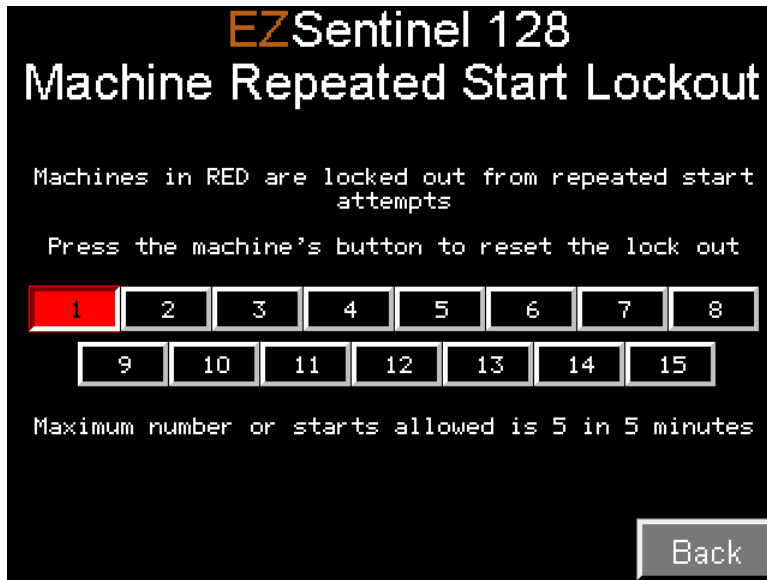 EZSentinel 128
Machine Repeated Start Lockout
Machines in RED are locked out from repeated start
attempts
Press the machine's button to reset the lock out
1 2 3 4 5 6 7 8
9 10 11 12 13 14 15
Maximum number or starts allowed is 5 in 5 minutes
Back